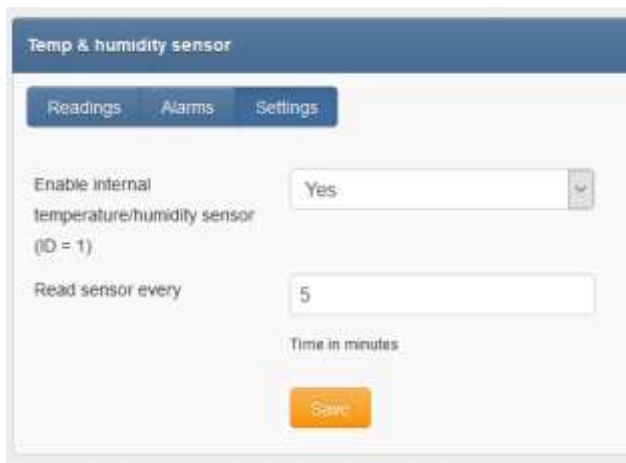 Temp & humidity sensor
Readings Alarms Settings
Enable internal
temperature/humidity sensor
(ID = 1)
Yes
Read sensor every
5
Time in minutes
Save